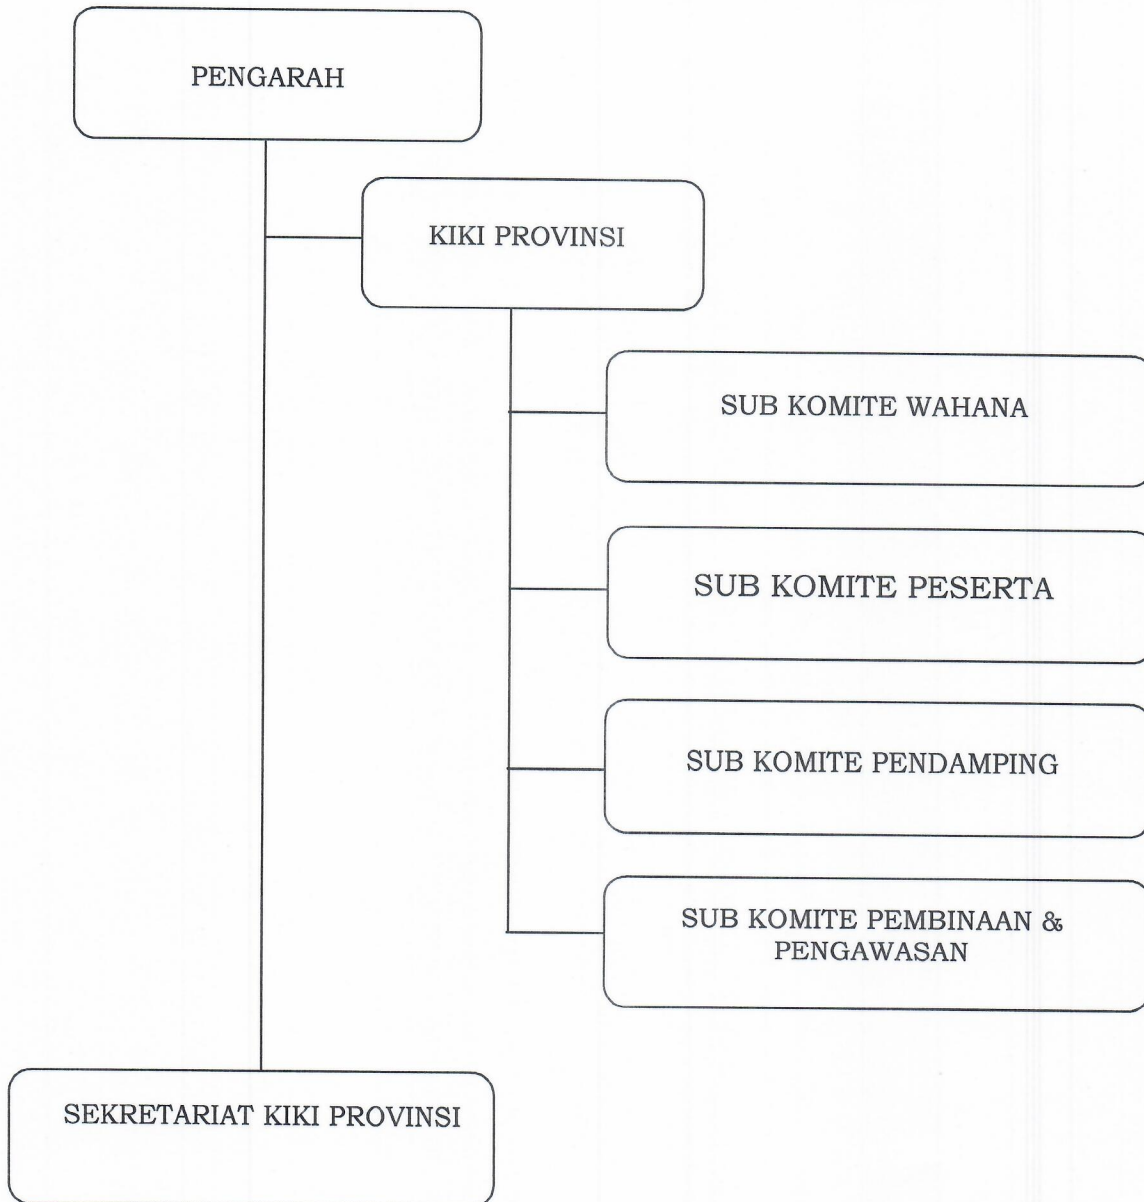 PENGARAH
KIKI PROVINSI
SUB KOMITE WAHANA
SUB KOMITE PESERTA
SUB KOMITE PENDAMPING
SUB KOMITE PEMBINAAN &
PENGAWASAN
SEKRETARIAT KIKI PROVINSI